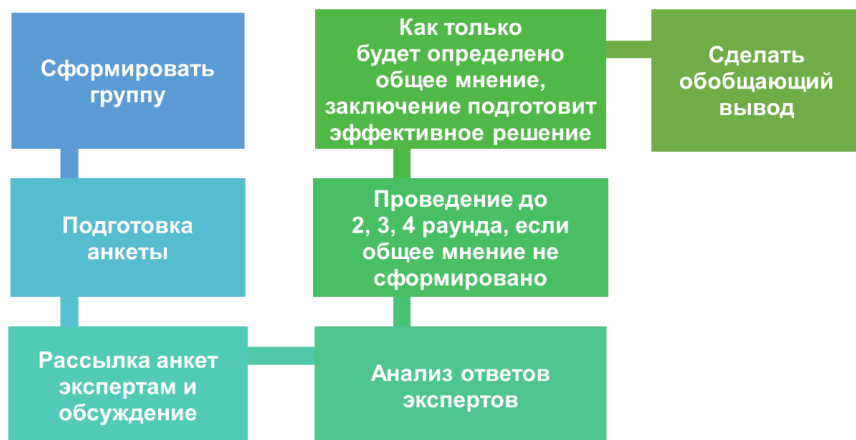 Сформировать
группу
Подготовка
анкеты
Рассылка анкет
экспертам и
обсуждение
Анализ ответов
экспертов
Проведение до
2, 3, 4 раунда, если
общее мнение не
сформировано
Как только
будет определено
общее мнение,
заключение подготовит
эффективное решение
Сделать
обобщающий
вывод